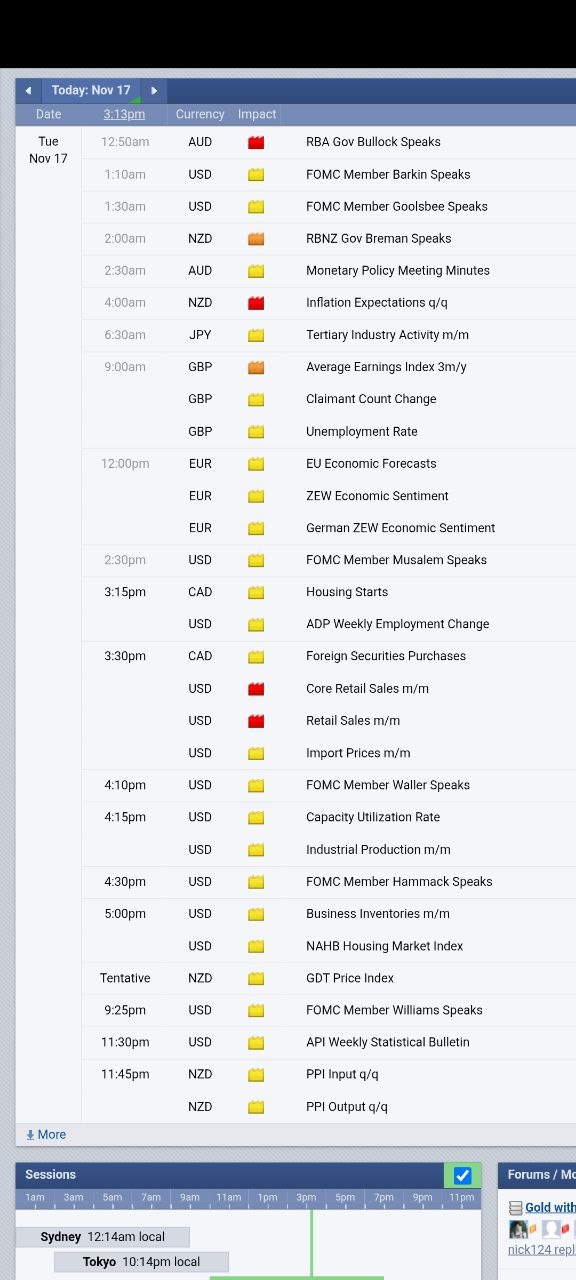 Today: Nov 17
Date 3:13pm Currency Impact
Tue Nov 17 12:50am AUD RBA Gov Bullock Speaks
1:10am USD FOMC Member Barkin Speaks
1:30am USD FOMC Member Goolsbee Speaks
2:00am NZD RBNZ Gov Breman Speaks
2:30am AUD Monetary Policy Meeting Minutes
4:00am NZD Inflation Expectations q/q
6:30am JPY Tertiary Industry Activity m/m
9:00am GBP Average Earnings Index 3m/y
GBP Claimant Count Change
GBP Unemployment Rate
12:00pm EUR EU Economic Forecasts
EUR ZEW Economic Sentiment
EUR German ZEW Economic Sentiment
2:30pm USD FOMC Member Musalem Speaks
3:15pm CAD Housing Starts
USD ADP Weekly Employment Change
3:30pm CAD Foreign Securities Purchases
USD Core Retail Sales m/m
USD Retail Sales m/m
USD Import Prices m/m
4:10pm USD FOMC Member Waller Speaks
4:15pm USD Capacity Utilization Rate
USD Industrial Production m/m
4:30pm USD FOMC Member Hammack Speaks
5:00pm USD Business Inventories m/m
USD NAHB Housing Market Index
Tentative NZD GDT Price Index
9:25pm USD FOMC Member Williams Speaks
11:30pm USD API Weekly Statistical Bulletin
11:45pm NZD PPI Input q/q
NZD PPI Output q/q
More
Sessions
1am 3am 5am 7am 9am 11am 1pm 3pm 5pm 7pm 9pm 11pm
Sydney 12:14am local
Tokyo 10:14pm local
Forums / Mo
Gold with
nick124 repl